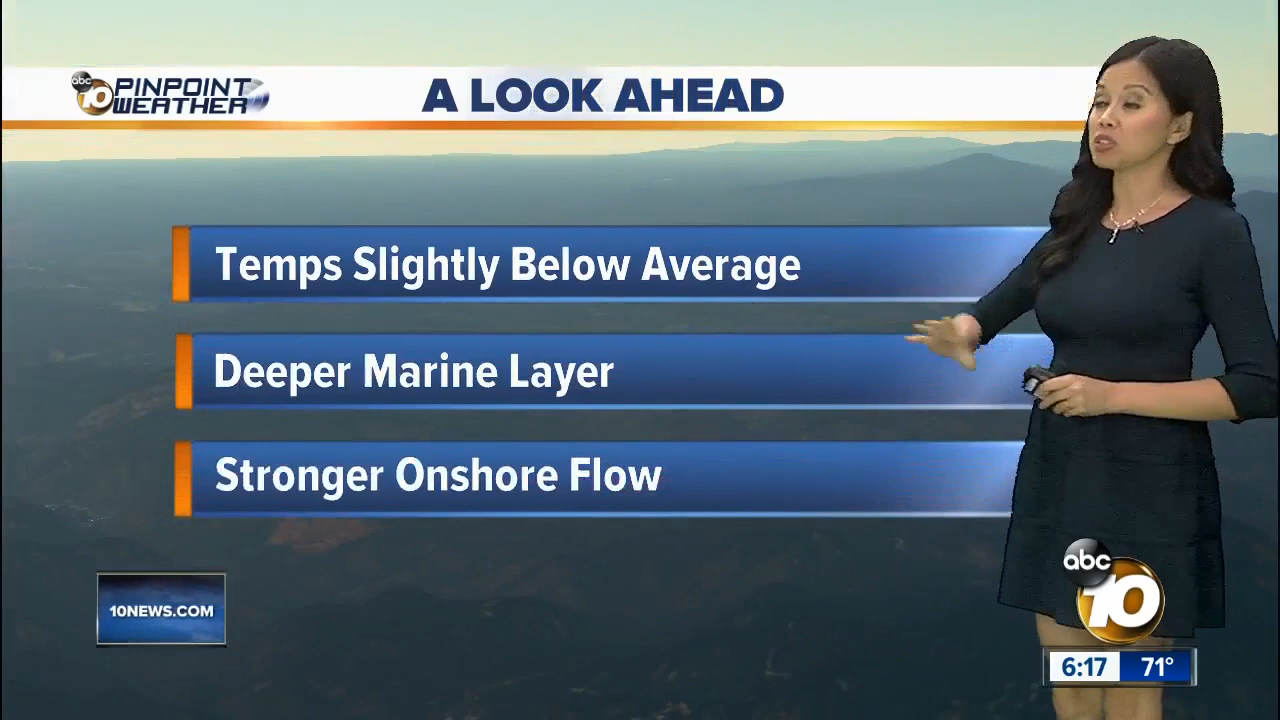 abc
10
PINPOINT
WEATHER
A LOOK AHEAD
Temps Slightly Below Average
Deeper Marine Layer
Stronger Onshore Flow
10NEWS.COM
abc
10
6:17 71°